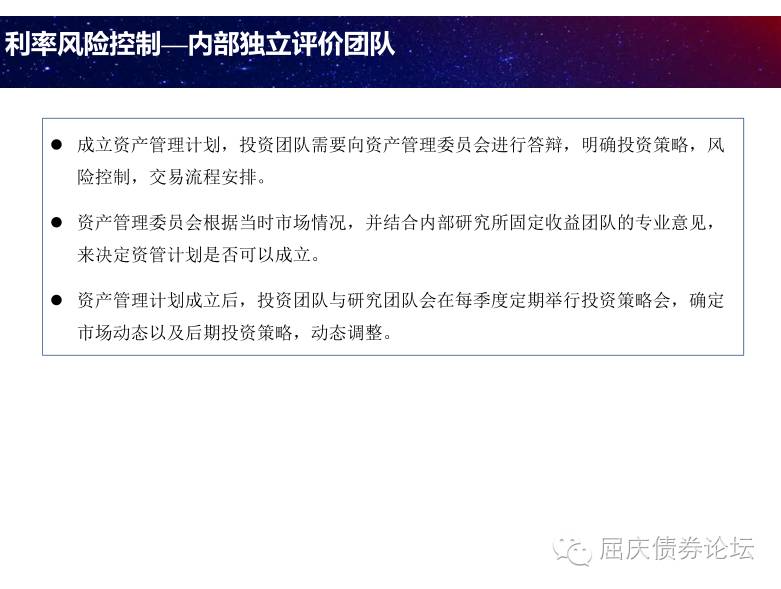 利率风险控制—内部独立评价团队
● 成立资产管理计划，投资团队需要向资产管理委员会进行答辩，明确投资策略，风
险控制，交易流程安排。
● 资产管理委员会根据当时市场情况，并结合内部研究所固定收益团队的专业意见，
来决定资管计划是否可以成立。
● 资产管理计划成立后，投资团队与研究团队会在每季度定期举行投资策略会，确定
市场动态以及后期投资策略，动态调整。
屈庆债券论坛